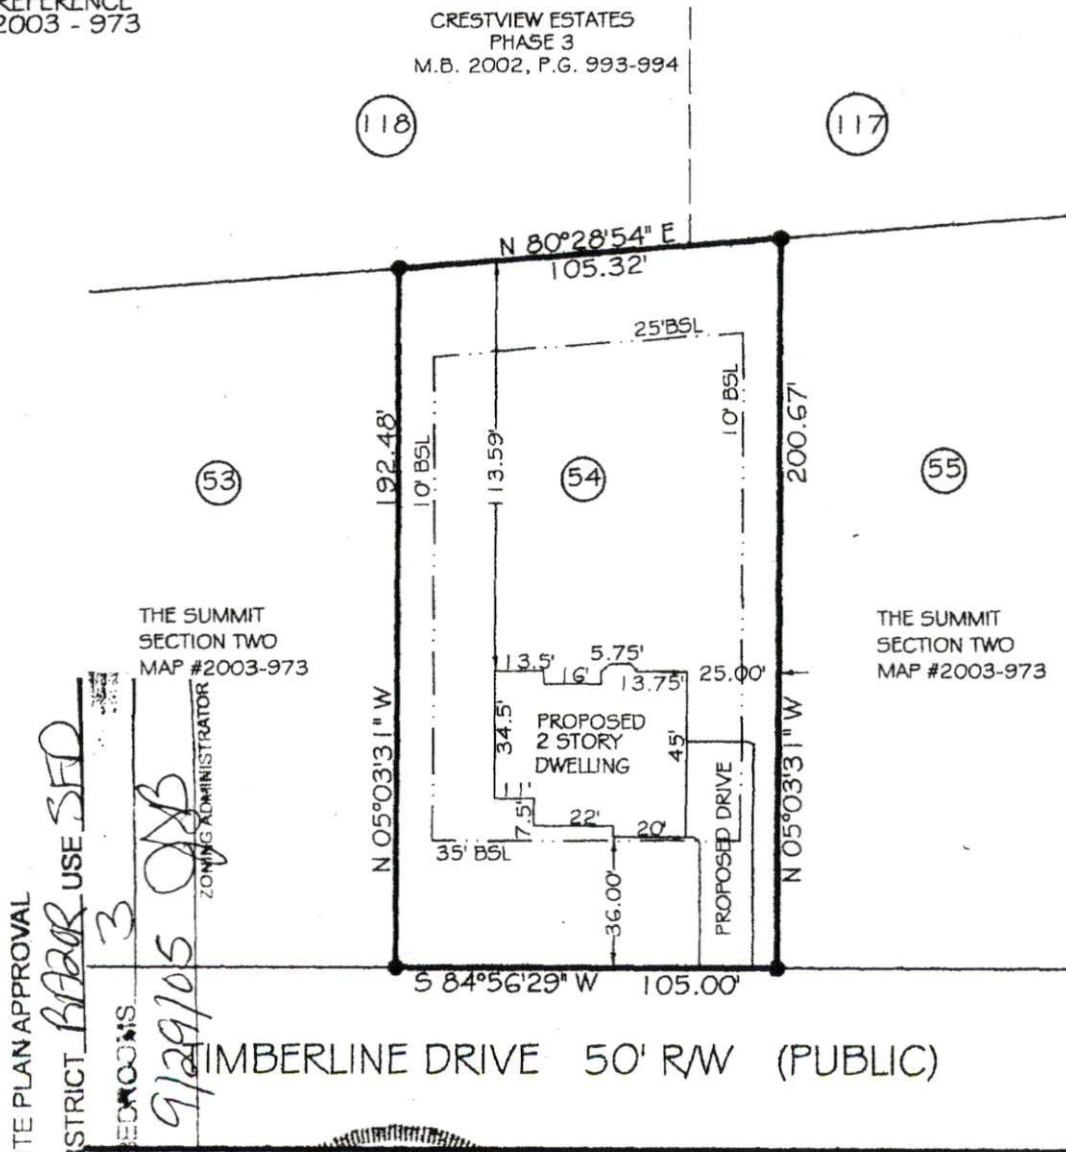 REFERENCE
2003 - 973
CRESTVIEW ESTATES
PHASE 3
M.B. 2002, P.G. 993-994
118
117
N 80°28'54" E
105.32'
25'BSL
10' BSL
10' BSL
192.48'
113.59'
200.67'
53
54
55
THE SUMMIT
SECTION TWO
MAP #2003-973
THE SUMMIT
SECTION TWO
MAP #2003-973
13.5'
16'
5.75'
13.75'
25.00'
34.5'
PROPOSED
2 STORY
DWELLING
45'
11'
7.5'
22'
20'
35' BSL
36.00'
PROPOSED DRIVE
N 05°03'31" W
N 05°03'31" W
S 84°56'29" W
105.00'
TIMBERLINE DRIVE 50' R/W (PUBLIC)
TE PLAN APPROVAL
ISTRICT RA20R USE SFD
BEDROOMS 3
9/29/05
ZONING ADMINISTRATOR